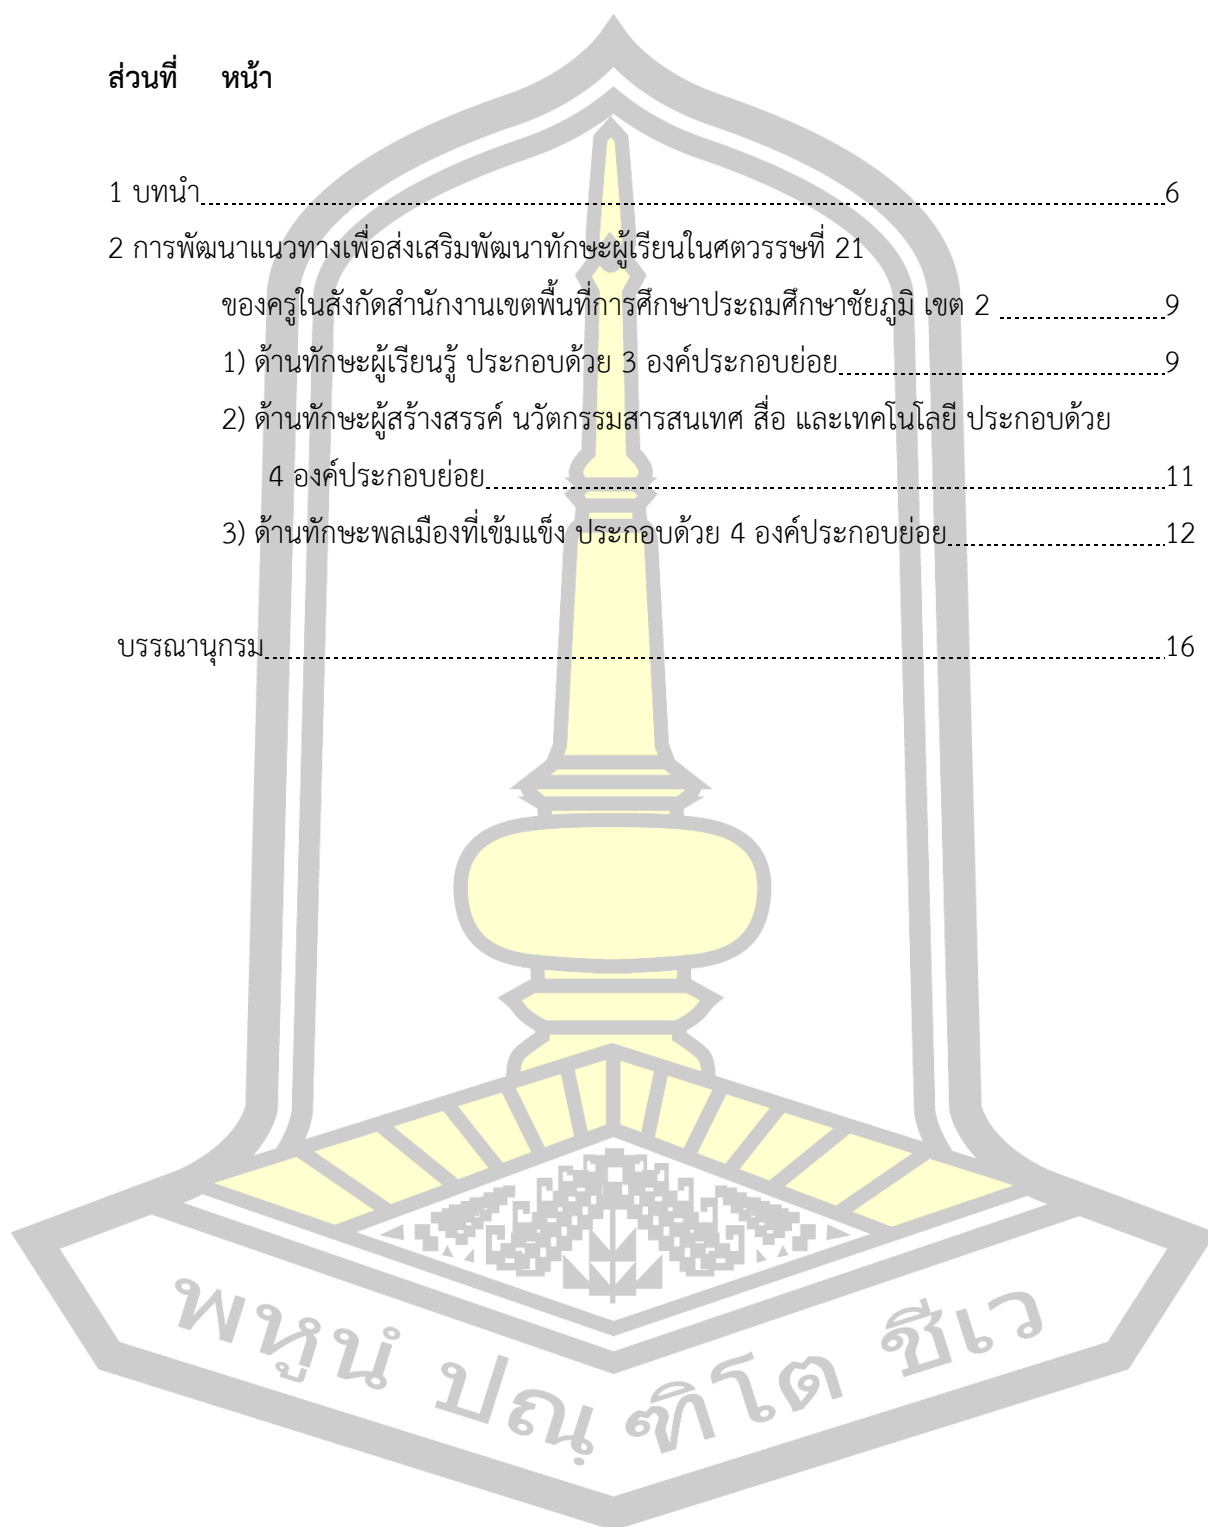 ส่วนที่ หน้า
1 บทนำ 6
2 การพัฒนาแนวทางเพื่อส่งเสริมพัฒนาทักษะผู้เรียนในศตวรรษที่ 21
ของครูในสังกัดสำนักงานเขตพื้นที่การศึกษาประถมศึกษาชัยภูมิ เขต 2 9
1) ด้านทักษะผู้เรียนรู้ ประกอบด้วย 3 องค์ประกอบย่อย 9
2) ด้านทักษะผู้สร้างสรรค์ นวัตกรรมสารสนเทศ สื่อ และเทคโนโลยี ประกอบด้วย
4 องค์ประกอบย่อย 11
3) ด้านทักษะพลเมืองที่เข้มแข็ง ประกอบด้วย 4 องค์ประกอบย่อย 12
บรรณานุกรม 16
พหูนํ ปณฺฑิโต ชีเว